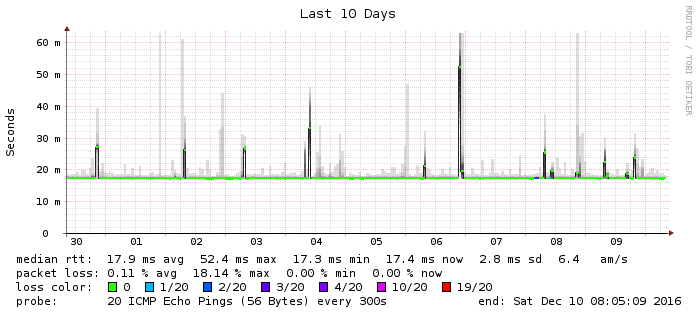 Last 10 Days
RRDTOOL / TOBI OETIKER
Seconds
60 m
50 m
40 m
30 m
20 m
10 m
0
30 01 02 03 04 05 06 07 08 09
median rtt: 17.9 ms avg 52.4 ms max 17.3 ms min 17.4 ms now 2.8 ms sd 6.4 am/s
packet loss: 0.11 % avg 18.14 % max 0.00 % min 0.00 % now
loss color: 0 1/20 2/20 3/20 4/20 10/20 19/20
probe: 20 ICMP Echo Pings (56 Bytes) every 300s end: Sat Dec 10 08:05:09 2016